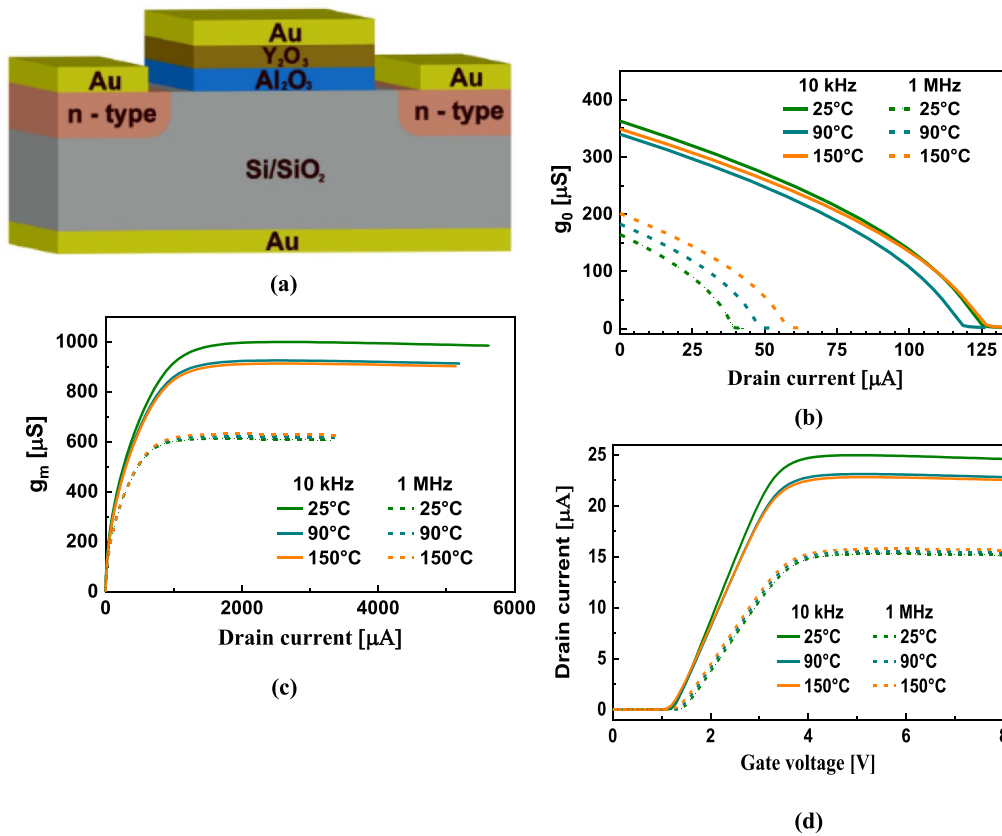 Au
Y₂O₃
Au Al₂O₃ Au
n - type n - type
Si/SiO₂
Au
(a)
10 kHz 1 MHz
25°C 25°C
90°C 90°C
150°C 150°C
400
300
200
100
0
g₀ [µS]
0 25 50 75 100 125
Drain current [µA]
(b)
1000
800
600
400
200
0
gₘ [µS]
10 kHz 1 MHz
25°C 25°C
90°C 90°C
150°C 150°C
0 2000 4000 6000
Drain current [µA]
(c)
25
20
15
10
5
0
Drain current [µA]
10 kHz 1 MHz
25°C 25°C
90°C 90°C
150°C 150°C
0 2 4 6 8
Gate voltage [V]
(d)